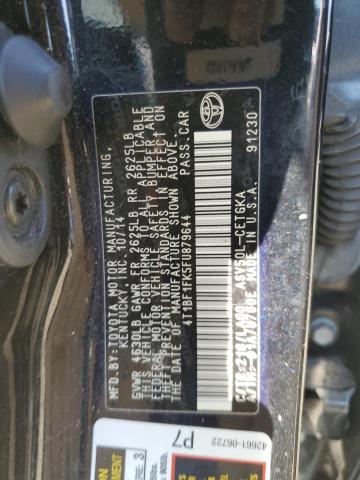 MFD. BY:TOYOTA MOTOR MANUFACTURING,
KENTUCKY,INC. 10/14
GVWR 4630LB GAWR FR 2625LB RR 2625LB
THIS VEHICLE CONFORMS TO ALL APPLICABLE
FEDERAL MOTOR VEHICLE SAFETY,BUMPER,AND
THEFT PREVENTION STANDARDS IN EFFECT ON
THE DATE OF MANUFACTURE SHOWN ABOVE.
4T1BF1FK5FU879644 PASS.CAR
91230
MADE IN U.S.A.
42661-06722
P7